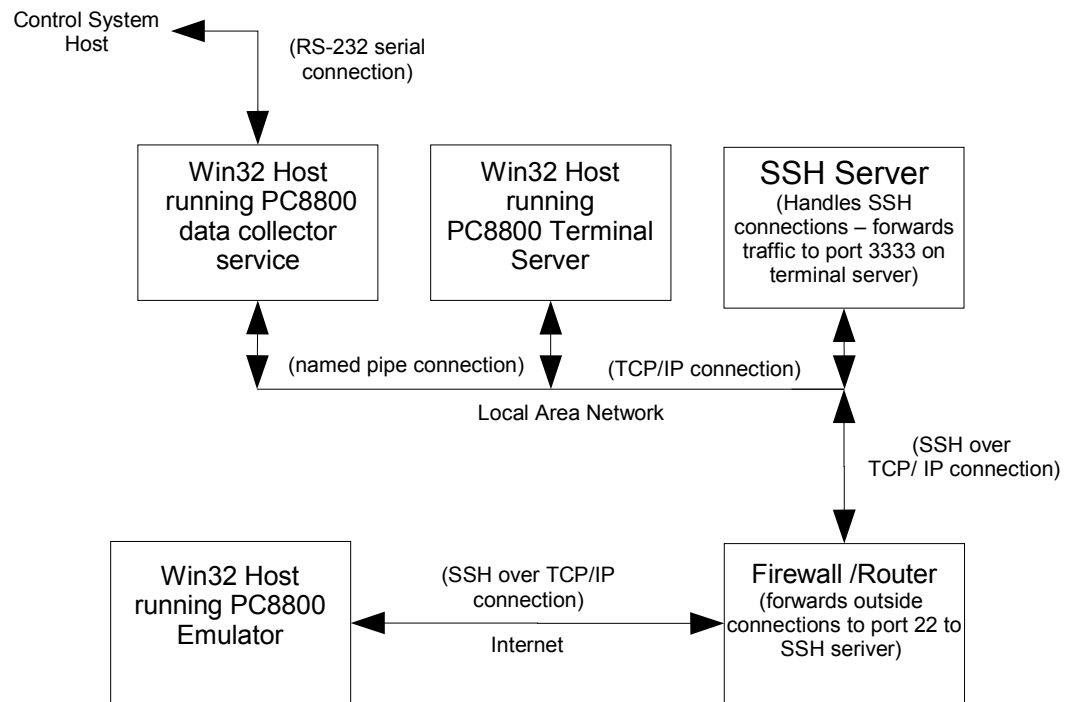 Control System
Host
(RS-232 serial
connection)
Win32 Host
running PC8800
data collector
service
Win32 Host
running
PC8800 Terminal
Server
SSH Server
(Handles SSH
connections – forwards
traffic to port 3333 on
terminal server)
(named pipe connection)
(TCP/IP connection)
Local Area Network
(SSH over
TCP/ IP connection)
Win32 Host
running PC8800
Emulator
(SSH over TCP/IP
connection)
Internet
Firewall /Router
(forwards outside
connections to port 22 to
SSH seriver)